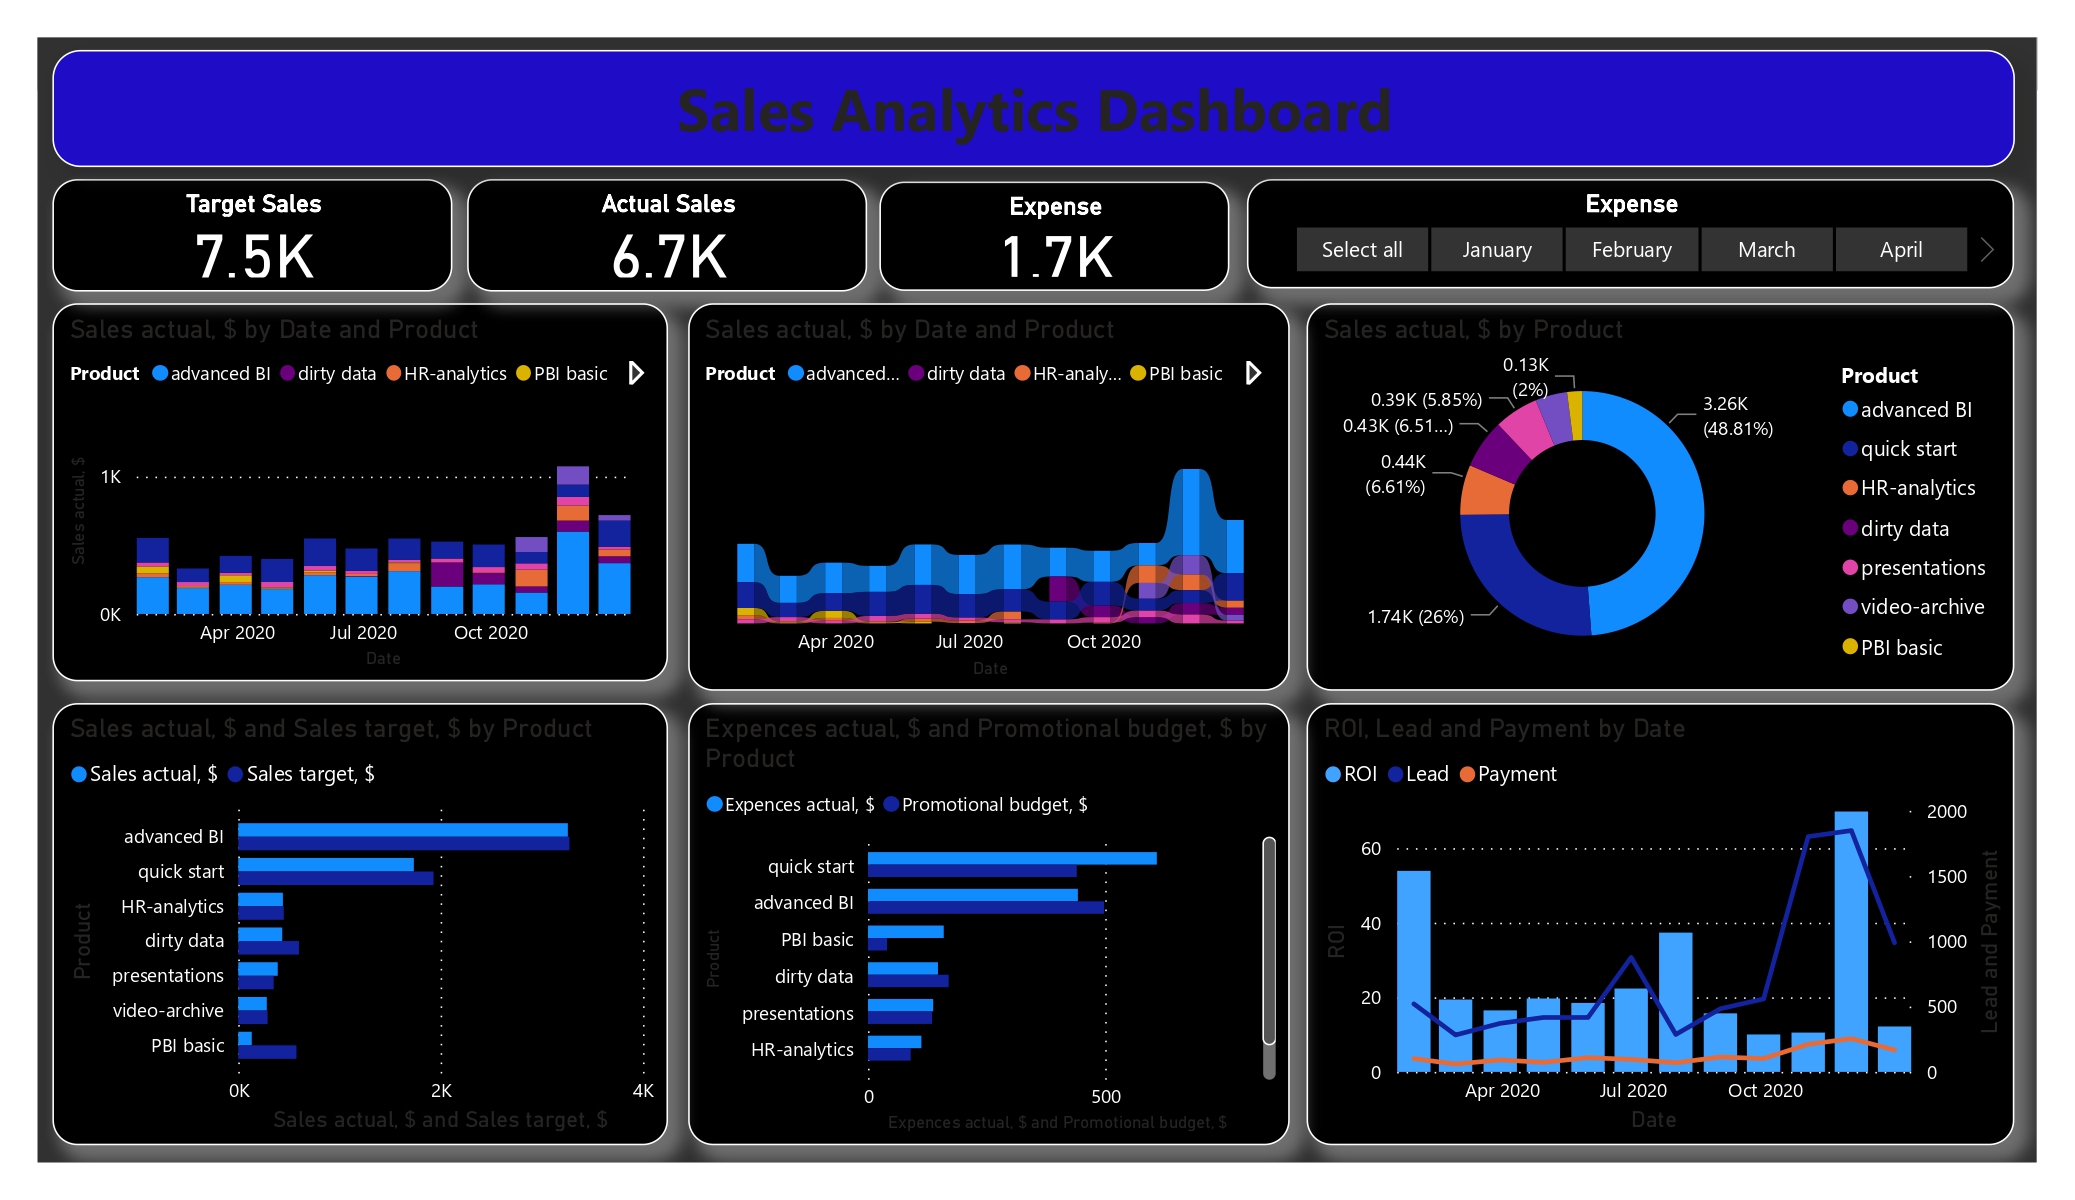 Sales Analytics Dashboard
Target Sales
7.5K
Actual Sales
6.7K
Expense
1.7K
Expense
Select all January February March April
Sales actual, $ by Date and Product
Product advanced BI dirty data HR-analytics PBI basic
Sales actual, $
1K
0K
Apr 2020 Jul 2020 Oct 2020
Date
Sales actual, $ by Date and Product
Product advanced... dirty data HR-analy... PBI basic
Apr 2020 Jul 2020 Oct 2020
Date
Sales actual, $ by Product
0.13K
(2%)
0.39K (5.85%)
0.43K (6.51...)
0.44K
(6.61%)
1.74K (26%)
3.26K
(48.81%)
Product
advanced BI
quick start
HR-analytics
dirty data
presentations
video-archive
PBI basic
Sales actual, $ and Sales target, $ by Product
Sales actual, $ Sales target, $
Product
advanced BI
quick start
HR-analytics
dirty data
presentations
video-archive
PBI basic
0K 2K 4K
Sales actual, $ and Sales target, $
Expences actual, $ and Promotional budget, $ by
Product
Expences actual, $ Promotional budget, $
Product
quick start
advanced BI
PBI basic
dirty data
presentations
HR-analytics
0 500
Expences actual, $ and Promotional budget, $
ROI, Lead and Payment by Date
ROI Lead Payment
ROI
60
40
20
0
2000
1500
1000
500
0
Lead and Payment
Apr 2020 Jul 2020 Oct 2020
Date